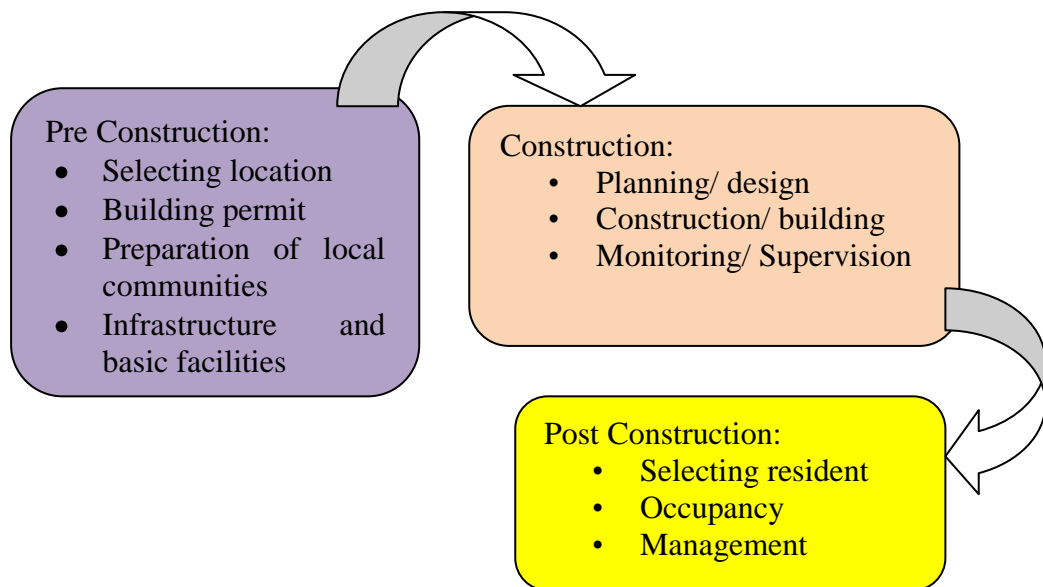 Pre Construction:
• Selecting location
• Building permit
• Preparation of local
communities
• Infrastructure and
basic facilities
Construction:
• Planning/ design
• Construction/ building
• Monitoring/ Supervision
Post Construction:
• Selecting resident
• Occupancy
• Management